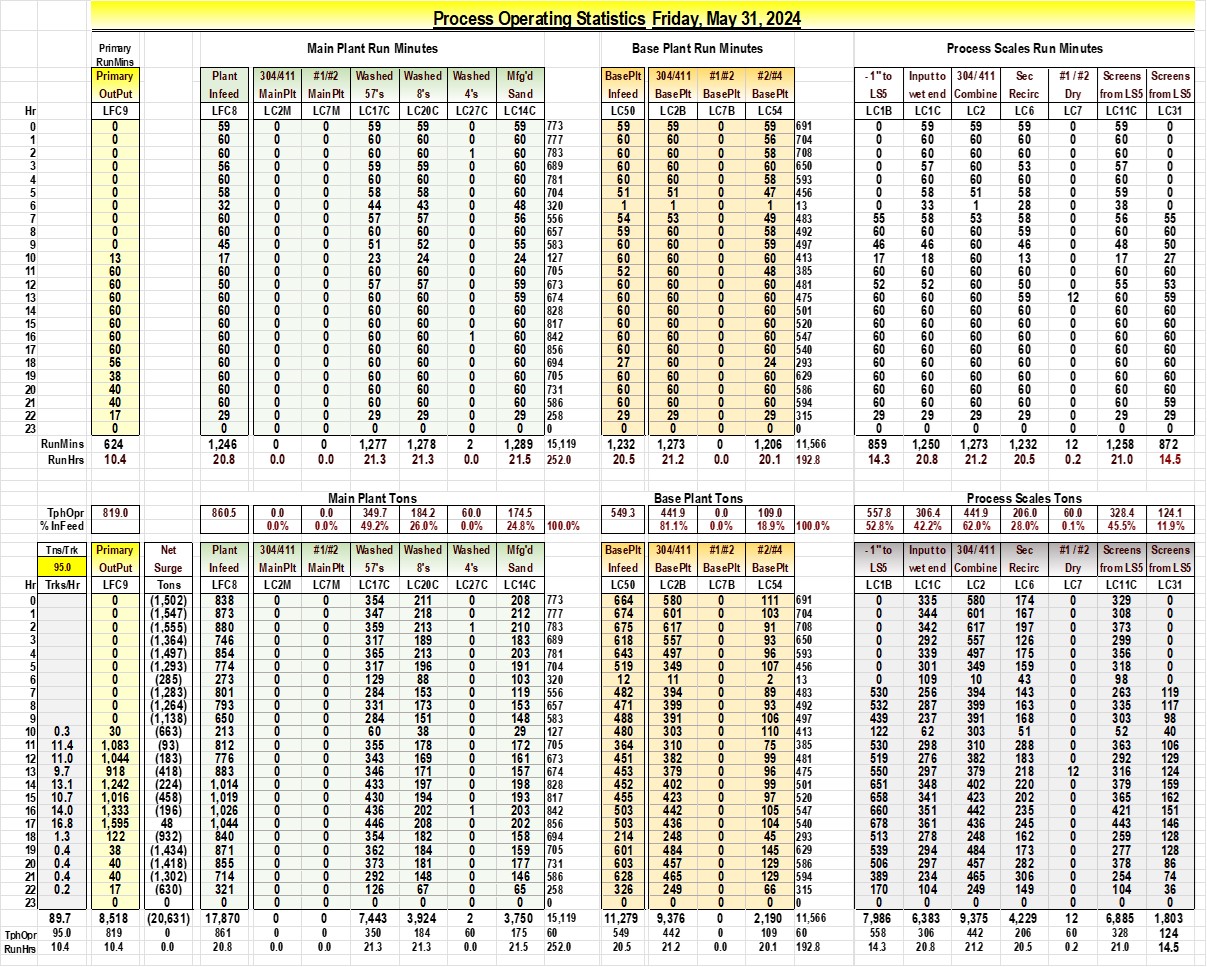 Process Operating Statistics Friday, May 31, 2024
Primary Main Plant Run Minutes Base Plant Run Minutes Process Scales Run Minutes
RunMins
Primary Plant 304/411 #1/#2 Washed Washed Washed Mfg'd BasePlt 304/411 #1/#2 #2/#4 - 1" to Input to 304/ 411 Sec #1 / #2 Screens Screens
OutPut Infeed MainPlt MainPlt 57's 8's 4's Sand Infeed BasePlt BasePlt BasePlt LS5 wet end Combine Recirc Dry from LS5 from LS5
Hr LFC9 LFC8 LC2M LC7M LC17C LC20C LC27C LC14C LC50 LC2B LC7B LC54 LC1B LC1C LC2 LC6 LC7 LC11C LC31
0 0 59 0 0 59 59 0 59 773 59 59 0 59 691 0 59 59 59 0 59 0
1 0 60 0 0 60 60 0 60 777 60 60 0 56 704 0 60 60 60 0 60 0
2 0 60 0 0 60 60 1 60 783 60 60 0 58 708 0 60 60 60 0 60 0
3 0 56 0 0 59 59 0 60 689 60 60 0 60 650 0 57 60 53 0 57 0
4 0 60 0 0 60 60 0 60 781 60 60 0 58 593 0 60 60 60 0 60 0
5 0 58 0 0 58 58 0 60 704 51 51 0 47 456 0 58 51 58 0 59 0
6 0 32 0 0 44 43 0 48 320 1 1 0 1 13 0 33 1 28 0 38 0
7 0 60 0 0 57 57 0 56 556 54 53 0 49 483 55 58 53 58 0 56 55
8 0 60 0 0 60 60 0 60 657 59 60 0 58 492 60 60 60 59 0 60 60
9 0 45 0 0 51 52 0 55 583 60 60 0 59 497 46 46 60 46 0 48 50
10 13 17 0 0 23 24 0 24 127 60 60 0 60 413 17 18 60 13 0 17 27
11 60 60 0 0 60 60 0 60 705 52 60 0 48 385 60 60 60 60 0 60 60
12 60 50 0 0 57 57 0 59 673 60 60 0 60 481 52 52 60 50 0 55 53
13 60 60 0 0 60 60 0 59 674 60 60 0 60 475 60 60 60 59 12 60 59
14 60 60 0 0 60 60 0 60 828 60 60 0 60 501 60 60 60 60 0 60 60
15 60 60 0 0 60 60 0 60 817 60 60 0 60 520 60 60 60 60 0 60 60
16 60 60 0 0 60 60 1 60 842 60 60 0 60 547 60 60 60 60 0 60 60
17 60 60 0 0 60 60 0 60 856 60 60 0 60 540 60 60 60 60 0 60 60
18 56 60 0 0 60 60 0 60 694 27 60 0 24 293 60 60 60 60 0 60 60
19 38 60 0 0 60 60 0 60 705 60 60 0 60 629 60 60 60 60 0 60 60
20 40 60 0 0 60 60 0 60 731 60 60 0 60 586 60 60 60 60 0 60 60
21 40 60 0 0 60 60 0 60 586 60 60 0 60 594 60 60 60 60 0 60 59
22 17 29 0 0 29 29 0 29 258 29 29 0 29 315 29 29 29 29 0 29 29
23 0 0 0 0 0 0 0 0 0 0 0 0 0 0 0 0 0 0 0 0 0
RunMins 624 1,246 0 0 1,277 1,278 2 1,289 15,119 1,232 1,273 0 1,206 11,566 859 1,250 1,273 1,232 12 1,258 872
RunHrs 10.4 20.8 0.0 0.0 21.3 21.3 0.0 21.5 252.0 20.5 21.2 0.0 20.1 192.8 14.3 20.8 21.2 20.5 0.2 21.0 14.5
Main Plant Tons Base Plant Tons Process Scales Tons
TphOpr 819.0 860.5 0.0 0.0 349.7 184.2 60.0 174.5 549.3 441.9 0.0 109.0 557.8 306.4 441.9 206.0 60.0 328.4 124.1
% InFeed 0.0% 0.0% 49.2% 26.0% 0.0% 24.8% 100.0% 81.1% 0.0% 18.9% 100.0% 52.8% 42.2% 62.0% 28.0% 0.1% 45.5% 11.9%
Tns/Trk Primary Net Plant 304/411 #1/#2 Washed Washed Washed Mfg'd BasePlt 304/411 #1/#2 #2/#4 - 1" to Input to 304/ 411 Sec #1 / #2 Screens Screens
95.0 OutPut Surge Infeed MainPlt MainPlt 57's 8's 4's Sand Infeed BasePlt BasePlt BasePlt LS5 wet end Combine Recirc Dry from LS5 from LS5
Hr Trks/Hr LFC9 Tons LFC8 LC2M LC7M LC17C LC20C LC27C LC14C LC50 LC2B LC7B LC54 LC1B LC1C LC2 LC6 LC7 LC11C LC31
0 0 (1,502) 838 0 0 354 211 0 208 773 664 580 0 111 691 0 335 580 174 0 329 0
1 0 (1,547) 873 0 0 347 218 0 212 777 674 601 0 103 704 0 344 601 167 0 308 0
2 0 (1,555) 880 0 0 359 213 1 210 783 675 617 0 91 708 0 342 617 197 0 373 0
3 0 (1,364) 746 0 0 317 189 0 183 689 618 557 0 93 650 0 292 557 126 0 299 0
4 0 (1,497) 854 0 0 365 213 0 203 781 643 497 0 96 593 0 339 497 175 0 356 0
5 0 (1,293) 774 0 0 317 196 0 191 704 519 349 0 107 456 0 301 349 159 0 318 0
6 0 (285) 273 0 0 129 88 0 103 320 12 11 0 2 13 0 109 10 43 0 98 0
7 0 (1,283) 801 0 0 284 153 0 119 556 482 394 0 89 483 530 256 394 143 0 263 119
8 0 (1,264) 793 0 0 331 173 0 153 657 471 399 0 93 492 532 287 399 163 0 335 117
9 0 (1,138) 650 0 0 284 151 0 148 583 488 391 0 106 497 439 237 391 168 0 303 98
10 0.3 30 (663) 213 0 0 60 38 0 29 127 480 303 0 110 413 122 62 303 51 0 52 40
11 11.4 1,083 (93) 812 0 0 355 178 0 172 705 364 310 0 75 385 530 298 310 288 0 363 106
12 11.0 1,044 (183) 776 0 0 343 169 0 161 673 451 382 0 99 481 519 276 382 183 0 292 129
13 9.7 918 (418) 883 0 0 346 171 0 157 674 453 379 0 96 475 550 297 379 218 12 316 124
14 13.1 1,242 (224) 1,014 0 0 433 197 0 198 828 452 402 0 99 501 651 348 402 220 0 379 159
15 10.7 1,016 (458) 1,019 0 0 430 194 0 193 817 455 423 0 97 520 658 341 423 202 0 365 162
16 14.0 1,333 (196) 1,026 0 0 436 202 1 203 842 503 442 0 105 547 660 351 442 235 0 421 151
17 16.8 1,595 48 1,044 0 0 446 208 0 202 856 503 436 0 104 540 678 361 436 245 0 443 146
18 1.3 122 (932) 840 0 0 354 182 0 158 694 214 248 0 45 293 513 278 248 162 0 259 128
19 0.4 38 (1,434) 871 0 0 362 184 0 159 705 601 484 0 145 629 539 294 484 173 0 277 128
20 0.4 40 (1,418) 855 0 0 373 181 0 177 731 603 457 0 129 586 506 297 457 282 0 378 86
21 0.4 40 (1,302) 714 0 0 292 148 0 146 586 628 465 0 129 594 389 234 465 306 0 254 74
22 0.2 17 (630) 321 0 0 126 67 0 65 258 326 249 0 66 315 170 104 249 149 0 104 36
23 0 0 0 0 0 0 0 0 0 0 0 0 0 0 0 0 0 0 0 0 0 0
89.7 8,518 (20,631) 17,870 0 0 7,443 3,924 2 3,750 15,119 11,279 9,376 0 2,190 11,566 7,986 6,383 9,375 4,229 12 6,885 1,803
TphOpr 95.0 819 0 861 0 0 350 184 60 175 60 549 442 0 109 60 558 306 442 206 60 328 124
RunHrs 10.4 10.4 0.0 20.8 0.0 0.0 21.3 21.3 0.0 21.5 252.0 20.5 21.2 0.0 20.1 192.8 14.3 20.8 21.2 20.5 0.2 21.0 14.5